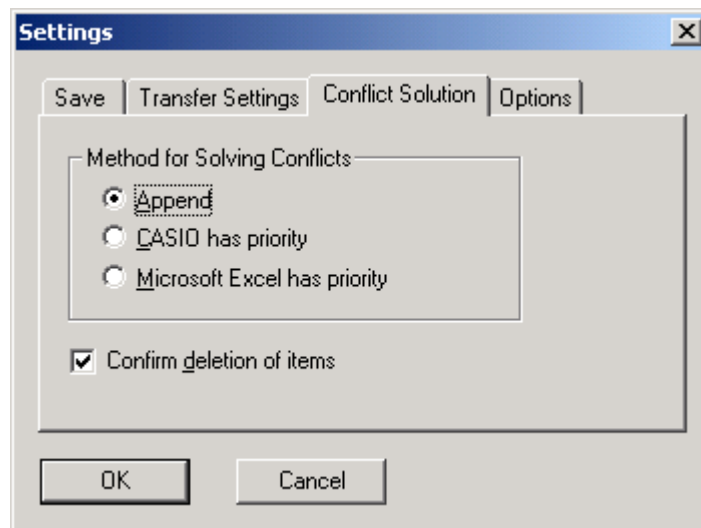 Settings
Save
Transfer Settings
Conflict Solution
Options
Method for Solving Conflicts
Append
CASIO has priority
Microsoft Excel has priority
Confirm deletion of items
OK
Cancel